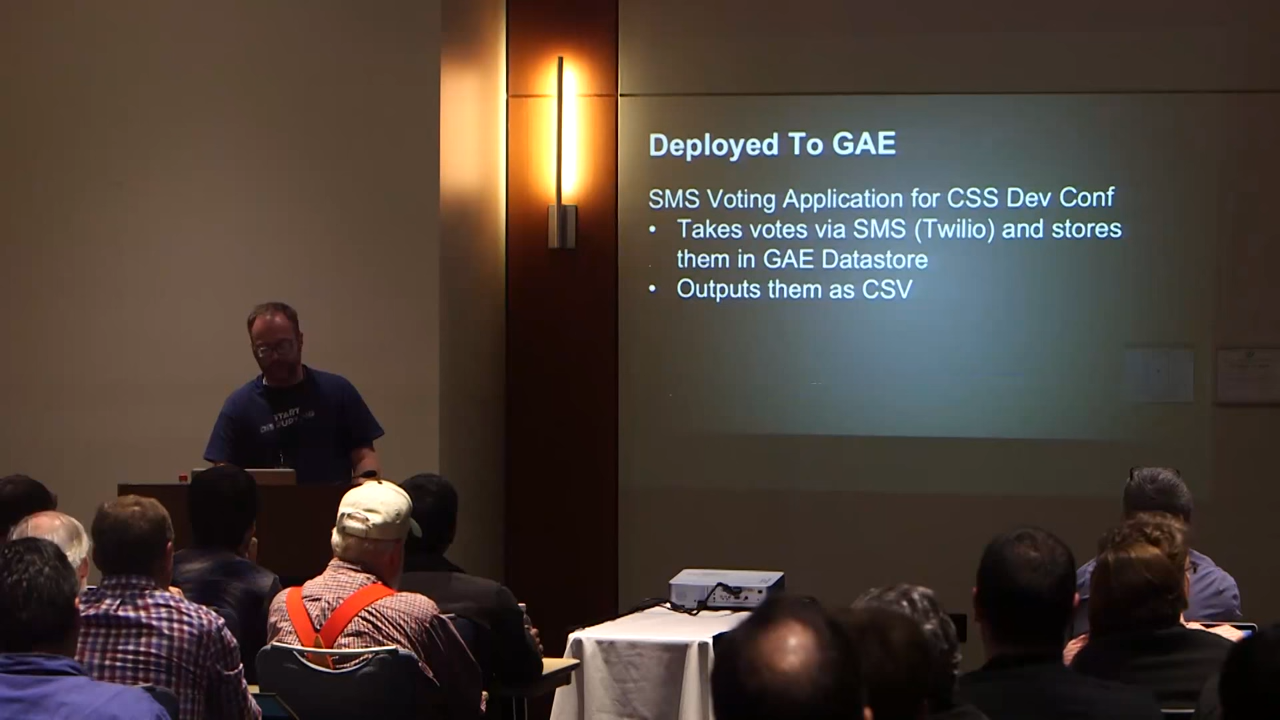 Deployed To GAE
SMS Voting Application for CSS Dev Conf
• Takes votes via SMS (Twilio) and stores
them in GAE Datastore
• Outputs them as CSV
START